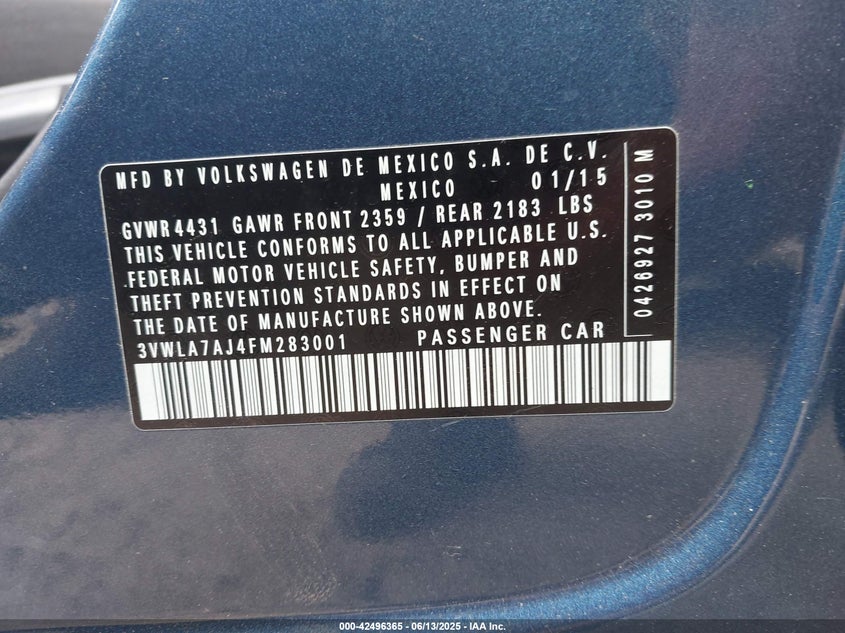 MFD BY VOLKSWAGEN DE MEXICO S.A. DE C.V.
MEXICO 01/15
GVWR 4431 GAWR FRONT 2359 / REAR 2183 LBS
THIS VEHICLE CONFORMS TO ALL APPLICABLE U.S.
FEDERAL MOTOR VEHICLE SAFETY, BUMPER AND
THEFT PREVENTION STANDARDS IN EFFECT ON
THE DATE OF MANUFACTURE SHOWN ABOVE.
3VWLA7AJ4FM283001 PASSENGER CAR
0426927 3010 M
000-42496365 - 06/13/2025 - IAA Inc.